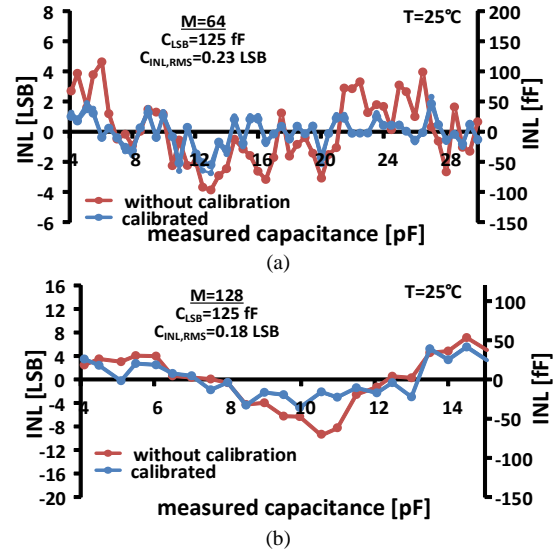 M=64
T=25℃
C_LSB=125 fF
C_INL,RMS=0.23 LSB
INL [LSB]
8
6
4
2
0
-2
-4
-6
4
8
12
16
20
24
28
200
150
100
50
0
-50
-100
-150
INL [fF]
without calibration
calibrated
measured capacitance [pF]
(a)
M=128
T=25℃
C_LSB=125 fF
C_INL,RMS=0.18 LSB
INL [LSB]
16
12
8
4
0
-4
-8
-12
-16
-20
4
6
8
10
12
14
100
50
0
-50
-100
-150
INL [fF]
without calibration
calibrated
measured capacitance [pF]
(b)